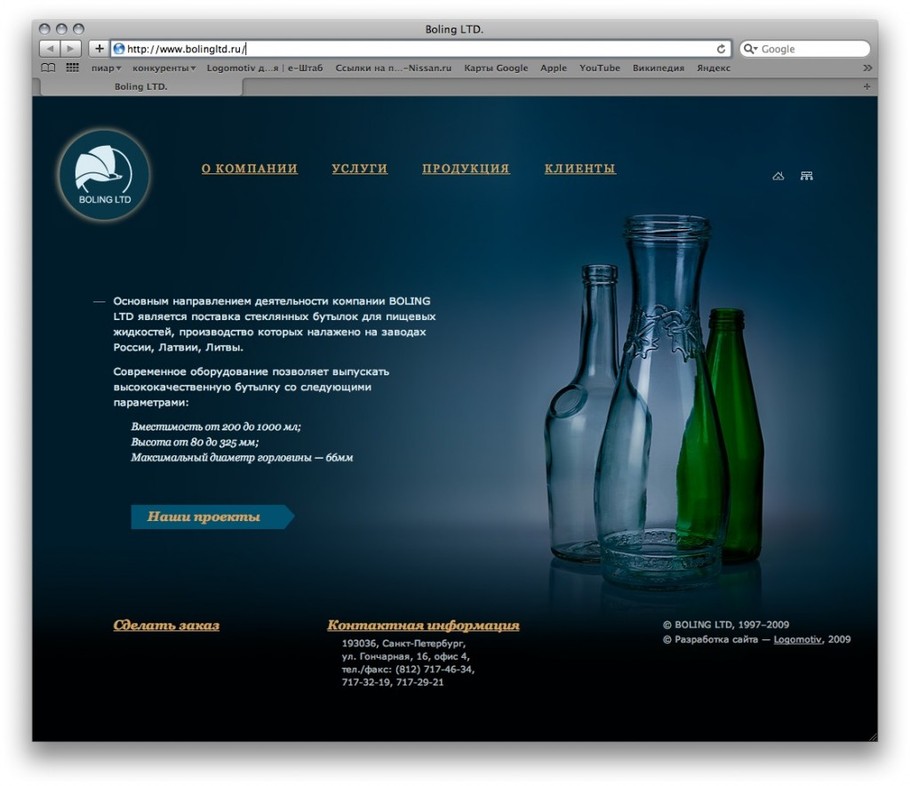 Boling LTD.
http://www.bolingltd.ru/
Google
пиар
конкуренты
Logomotiv д...я | е-Штаб
Ссылки на п...-Nissan.ru
Карты Google
Apple
YouTube
Википедия
Яндекс
Boling LTD.
О КОМПАНИИ
УСЛУГИ
ПРОДУКЦИЯ
КЛИЕНТЫ
BOLING LTD
— Основным направлением деятельности компании BOLING
LTD является поставка стеклянных бутылок для пищевых
жидкостей, производство которых налажено на заводах
России, Латвии, Литвы.
Современное оборудование позволяет выпускать
высококачественную бутылку со следующими
параметрами:
Вместимость от 200 до 1000 мл;
Высота от 80 до 325 мм;
Максимальный диаметр горловины — 66мм
Наши проекты
Сделать заказ
Контактная информация
193036, Санкт-Петербург,
ул. Гончарная, 16, офис 4,
тел./факс: (812) 717-46-34,
717-32-19, 717-29-21
© BOLING LTD, 1997–2009
© Разработка сайта — Logomotiv, 2009